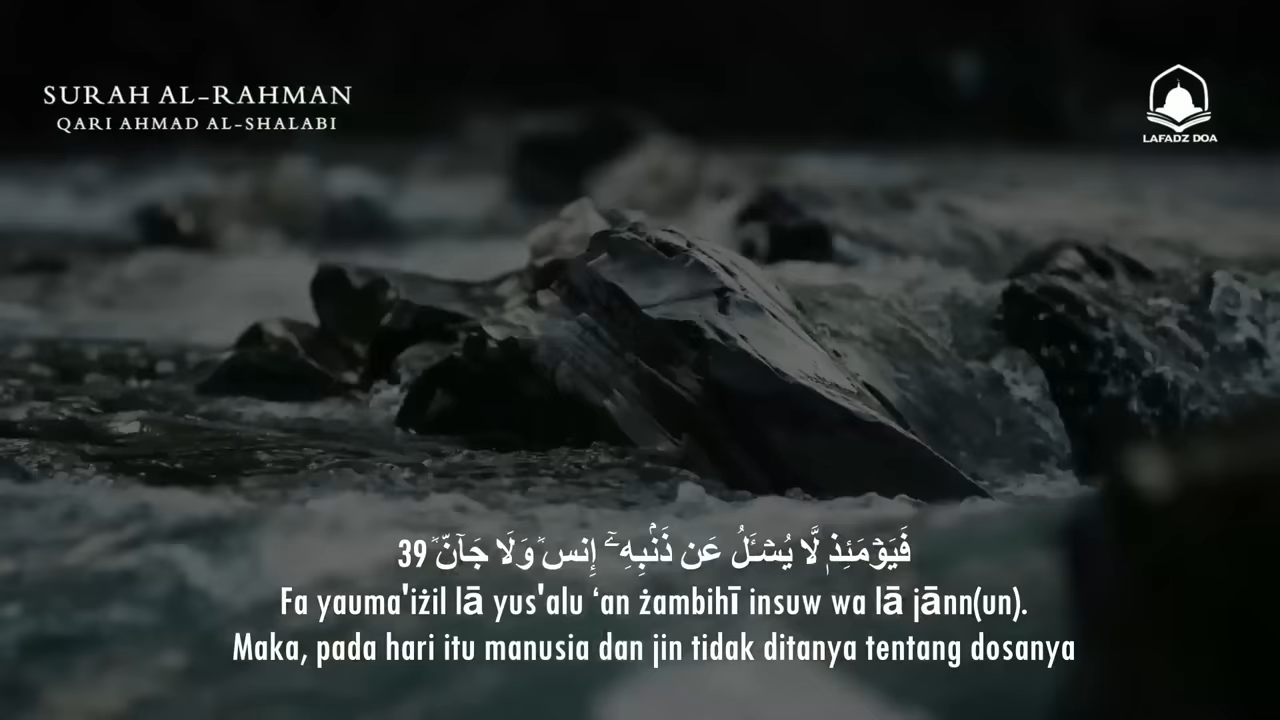 SURAH AL-RAHMAN
QARI AHMAD AL-SHALABI
LAFADZ DOA
فَيَوْمَئِذٍ لَّا يُسْـَٔلُ عَن ذَنۢبِهِۦٓ إِنسٌ وَلَا جَآنٌّ 39
Fa yauma'iżil lā yus'alu ‘an żambihī insuw wa lā jānn(un).
Maka, pada hari itu manusia dan jin tidak ditanya tentang dosanya